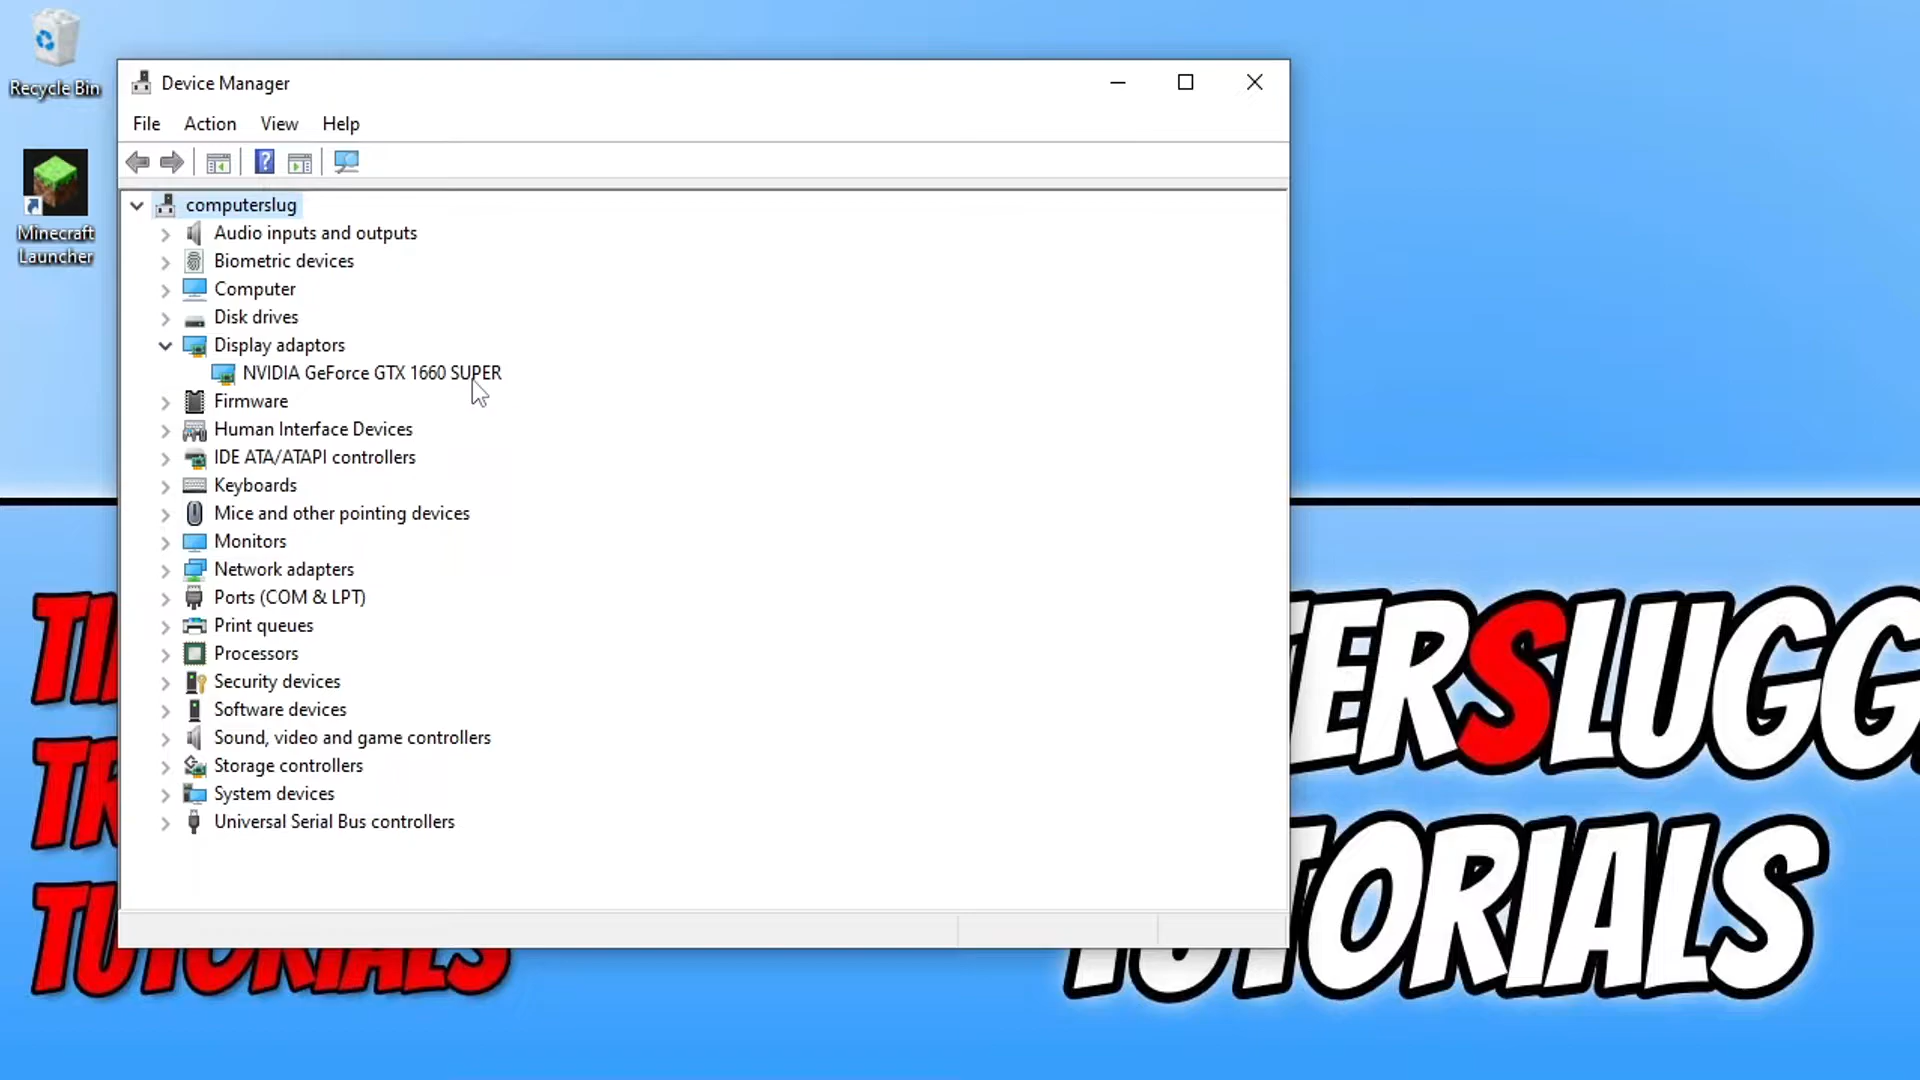 Recycle Bin
Minecraft
Launcher
Device Manager
File Action View Help
computerslug
Audio inputs and outputs
Biometric devices
Computer
Disk drives
Display adaptors
NVIDIA GeForce GTX 1660 SUPER
Firmware
Human Interface Devices
IDE ATA/ATAPI controllers
Keyboards
Mice and other pointing devices
Monitors
Network adapters
Ports (COM & LPT)
Print queues
Processors
Security devices
Software devices
Sound, video and game controllers
Storage controllers
System devices
Universal Serial Bus controllers
TUTORIALS
TERSLUGG
TUTORIALS